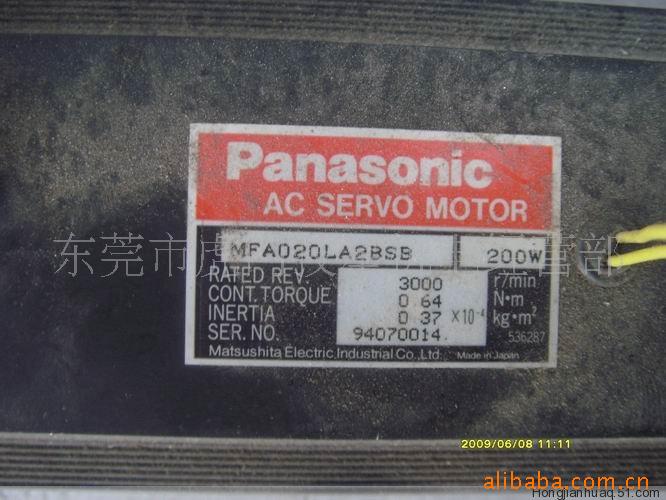 Panasonic
AC SERVO MOTOR
MFA020LA2BSB 200W
RATED REV. 3000 r/min
CONT. TORQUE 0.64 N·m
INERTIA 0.37 X10⁻⁴ kg·m²
SER. NO. 94070014. 536287
Matsushita Electric Industrial Co., Ltd. Made in Japan
东莞市 营部
2009/06/08 11:11
alibaba.com.cn
Hongjianhuaq.51.com